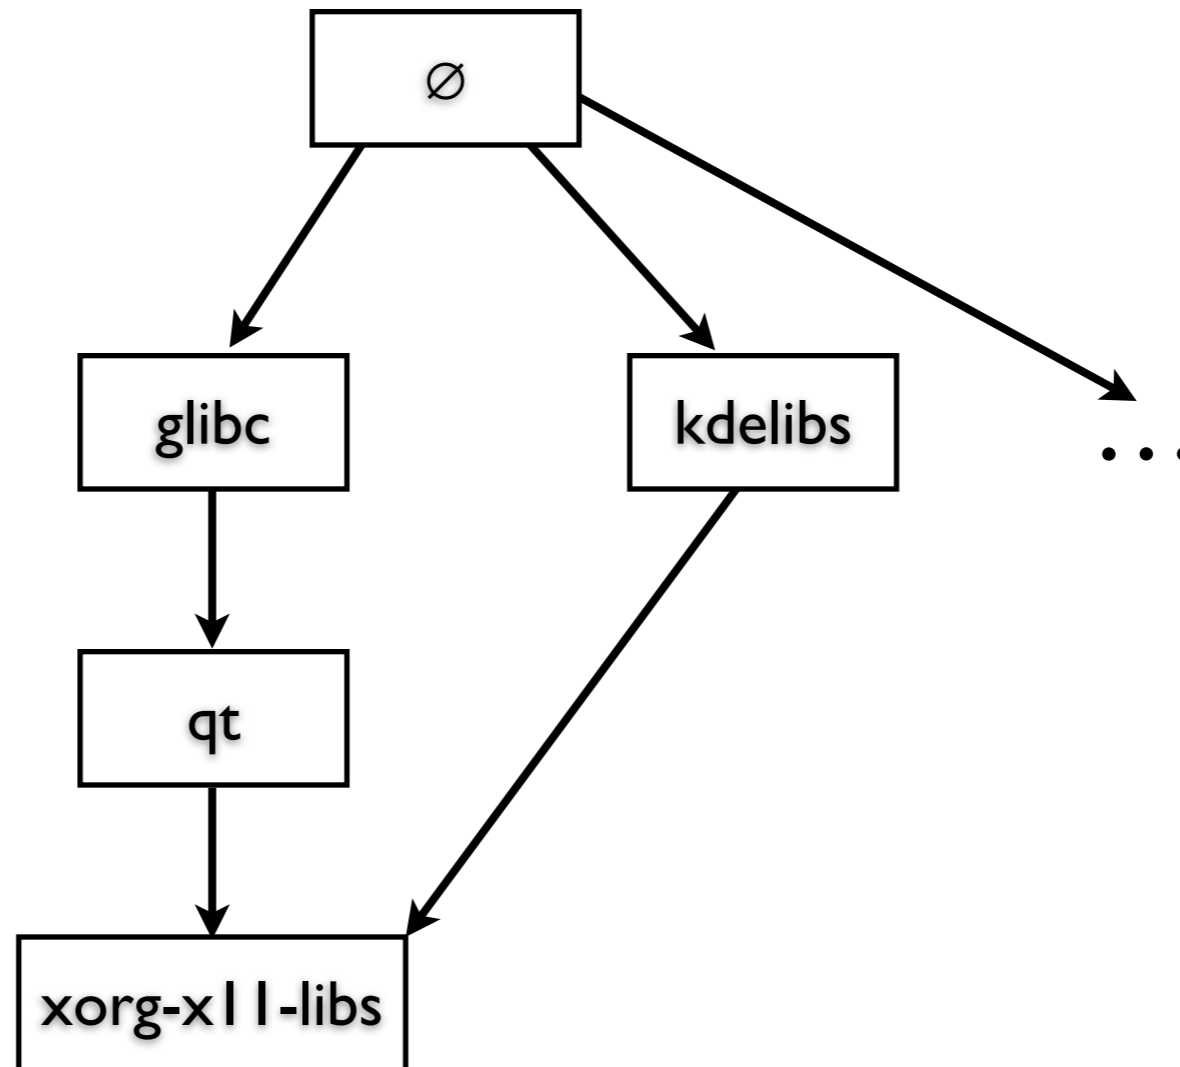 ∅
glibc
kdelibs
...
qt
xorg-x11-libs